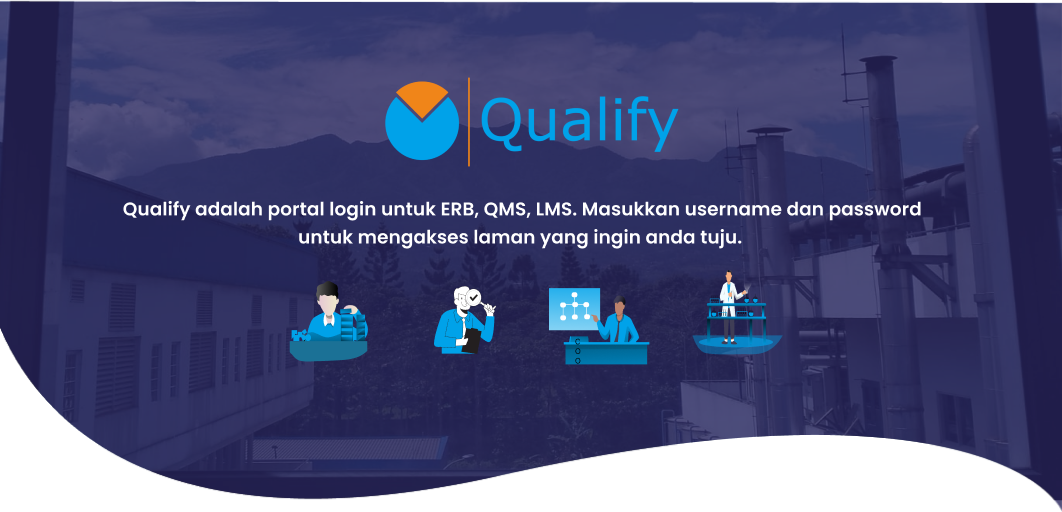 Qualify
Qualify adalah portal login untuk ERB, QMS, LMS. Masukkan username dan password
untuk mengakses laman yang ingin anda tuju.